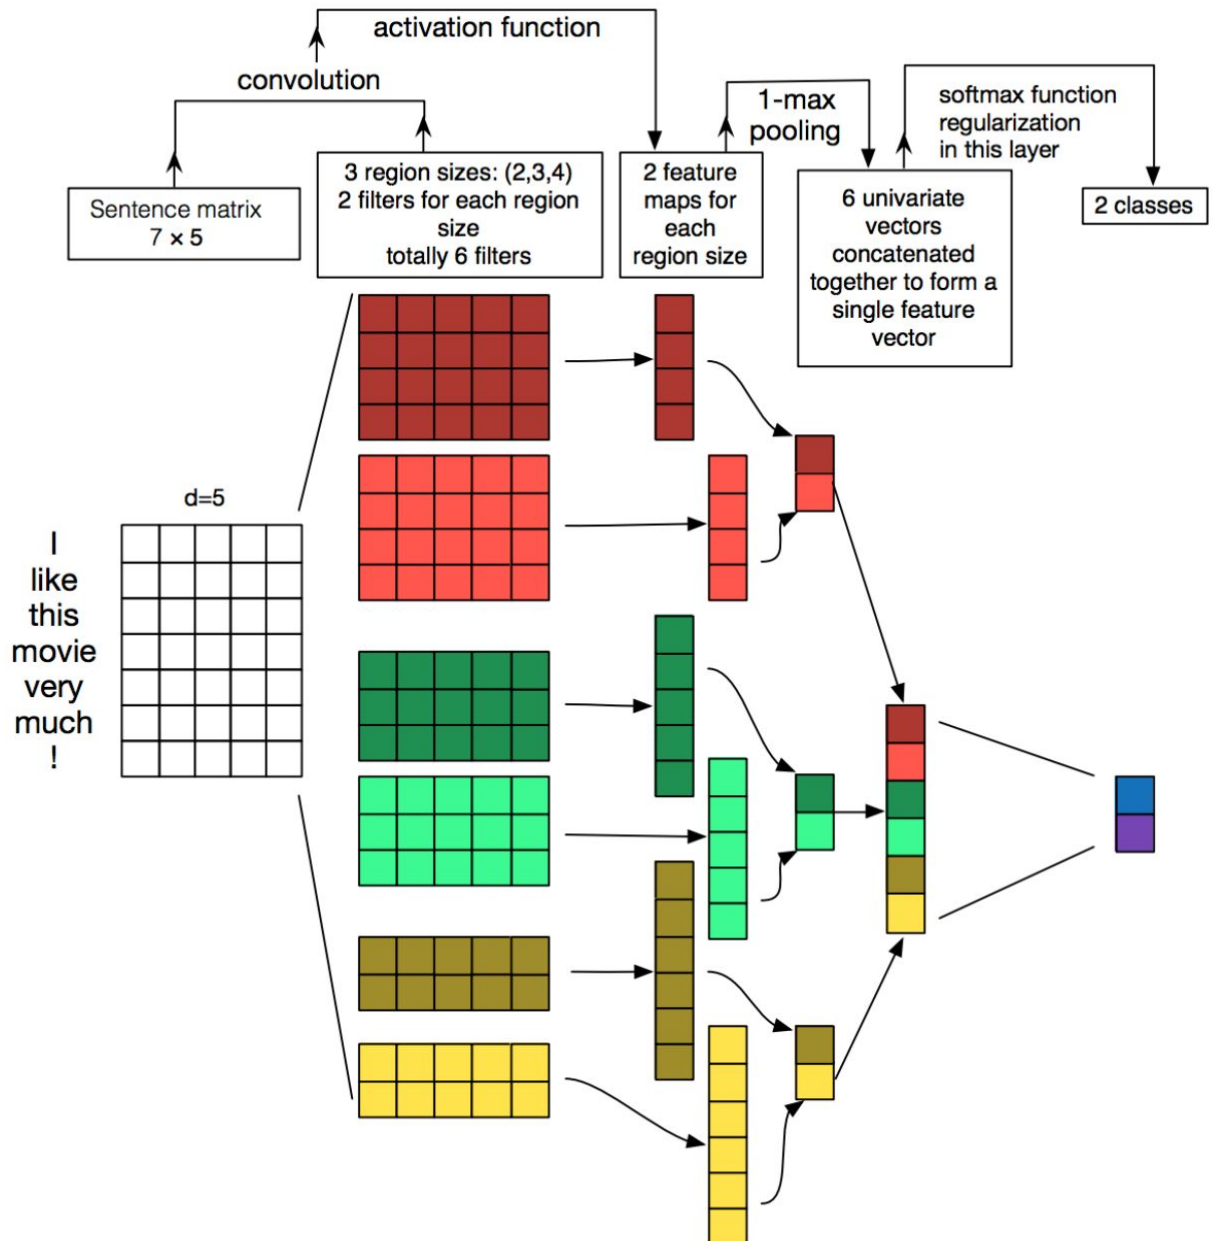 activation function
convolution
1-max
pooling
softmax function
regularization
in this layer
Sentence matrix
7 × 5
3 region sizes: (2,3,4)
2 filters for each region
size
totally 6 filters
2 feature
maps for
each
region size
6 univariate
vectors
concatenated
together to form a
single feature
vector
2 classes
d=5
I
like
this
movie
very
much
!